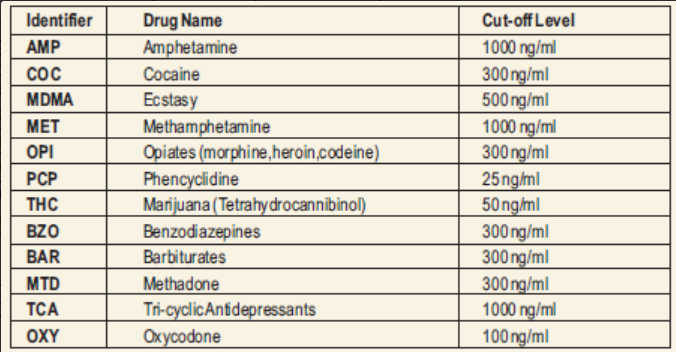 Identifier Drug Name Cut-off Level
AMP Amphetamine 1000 ng/ml
COC Cocaine 300 ng/ml
MDMA Ecstasy 500 ng/ml
MET Methamphetamine 1000 ng/ml
OPI Opiates (morphine,heroin,codeine) 300 ng/ml
PCP Phencyclidine 25 ng/ml
THC Marijuana (Tetrahydrocannibinol) 50 ng/ml
BZO Benzodiazepines 300 ng/ml
BAR Barbiturates 300 ng/ml
MTD Methadone 300 ng/ml
TCA Tri-cyclic Antidepressants 1000 ng/ml
OXY Oxycodone 100 ng/ml